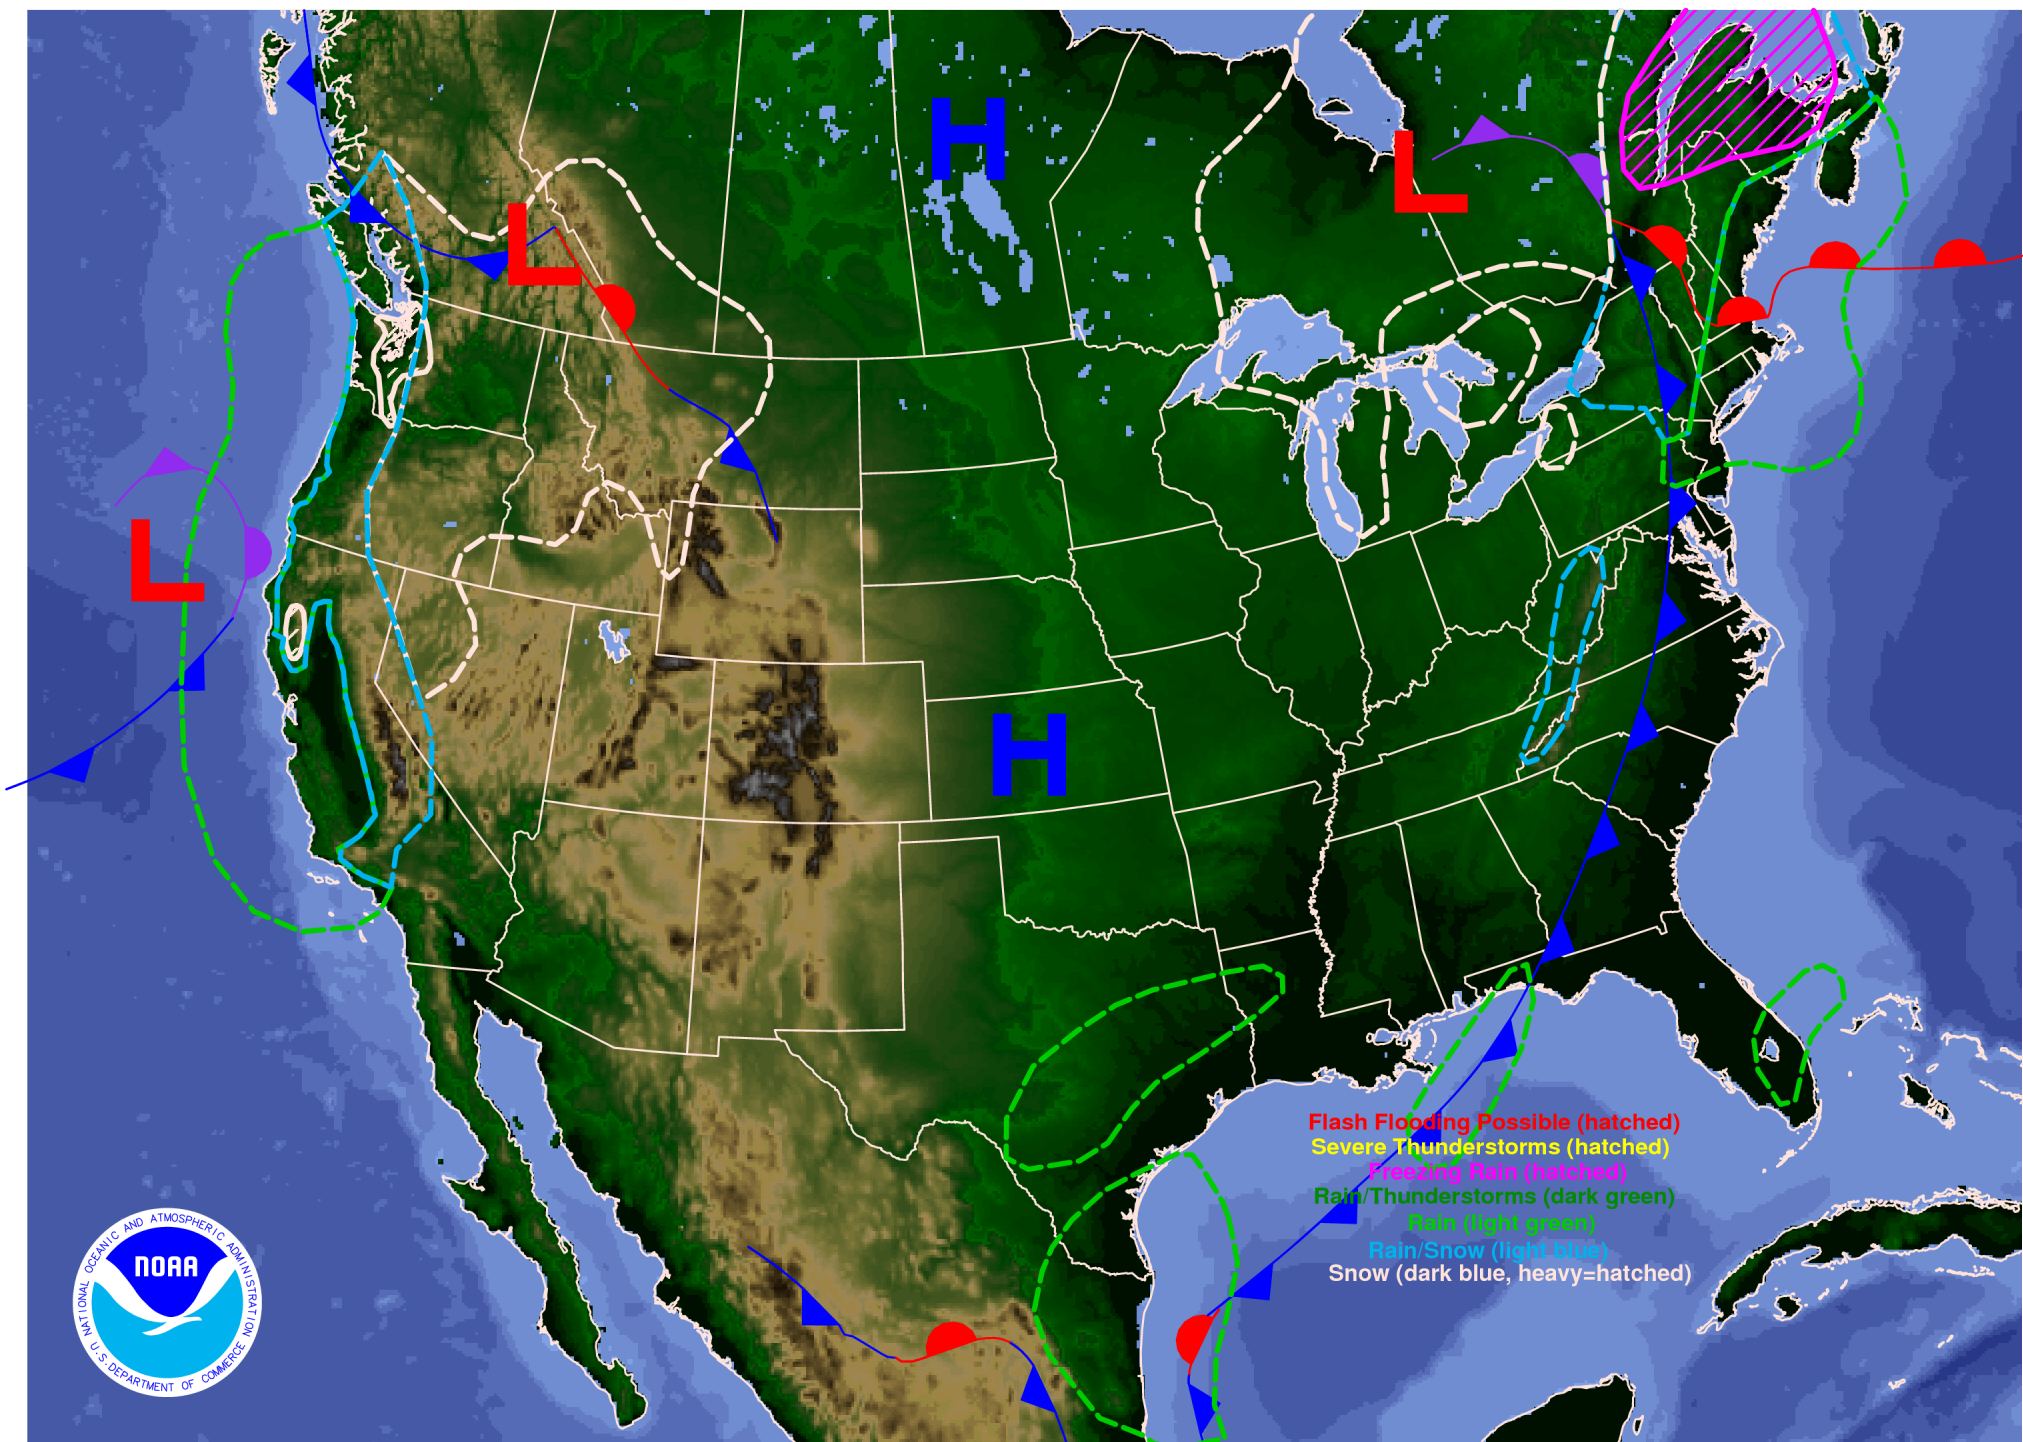 H
L
L
L
H
Flash Flooding Possible (hatched)
Severe Thunderstorms (hatched)
Freezing Rain (hatched)
Rain/Thunderstorms (dark green)
Rain (light green)
Rain/Snow (light blue)
Snow (dark blue, heavy=hatched)
NATIONAL OCEANIC AND ATMOSPHERIC ADMINISTRATION
NOAA
U.S. DEPARTMENT OF COMMERCE